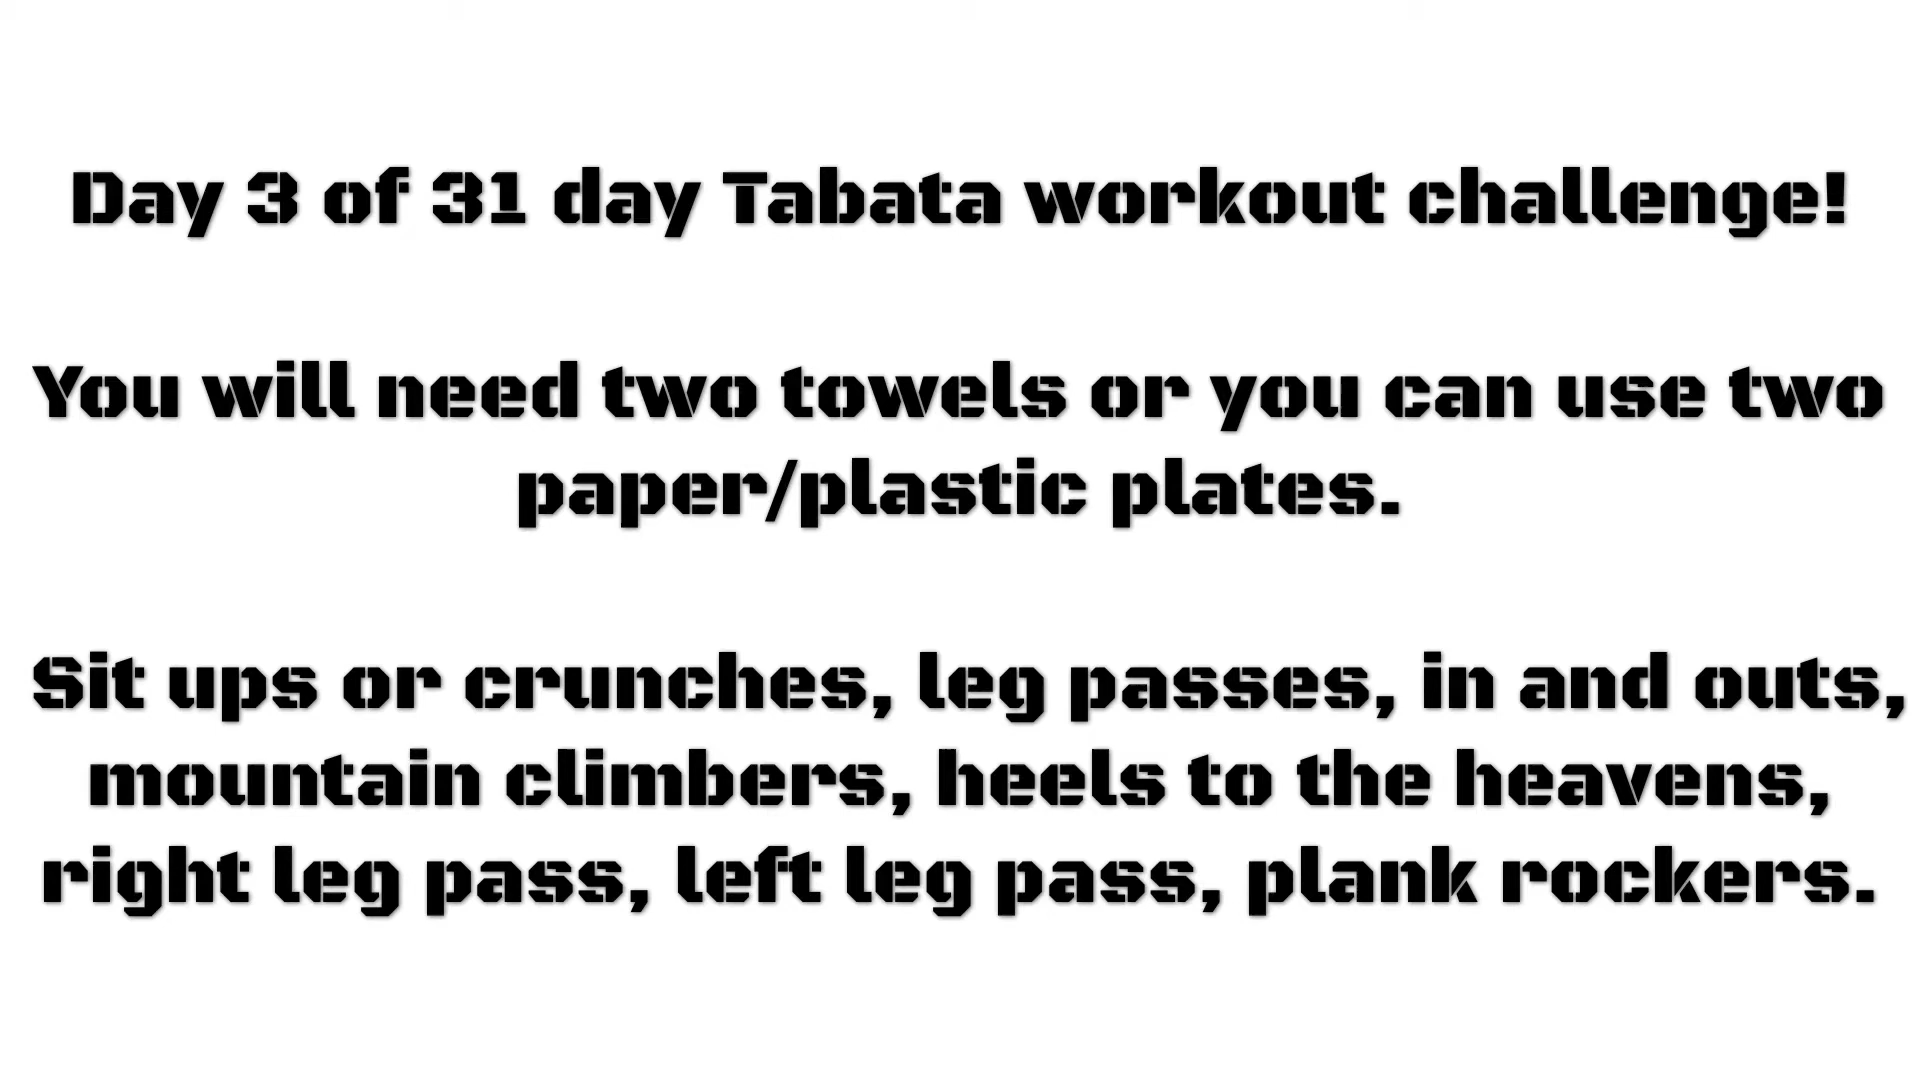 Day 3 of 31 day Tabata workout challenge!
You will need two towels or you can use two
paper/plastic plates.
Sit ups or crunches, leg passes, in and outs,
mountain climbers, heels to the heavens,
right leg pass, left leg pass, plank rockers.